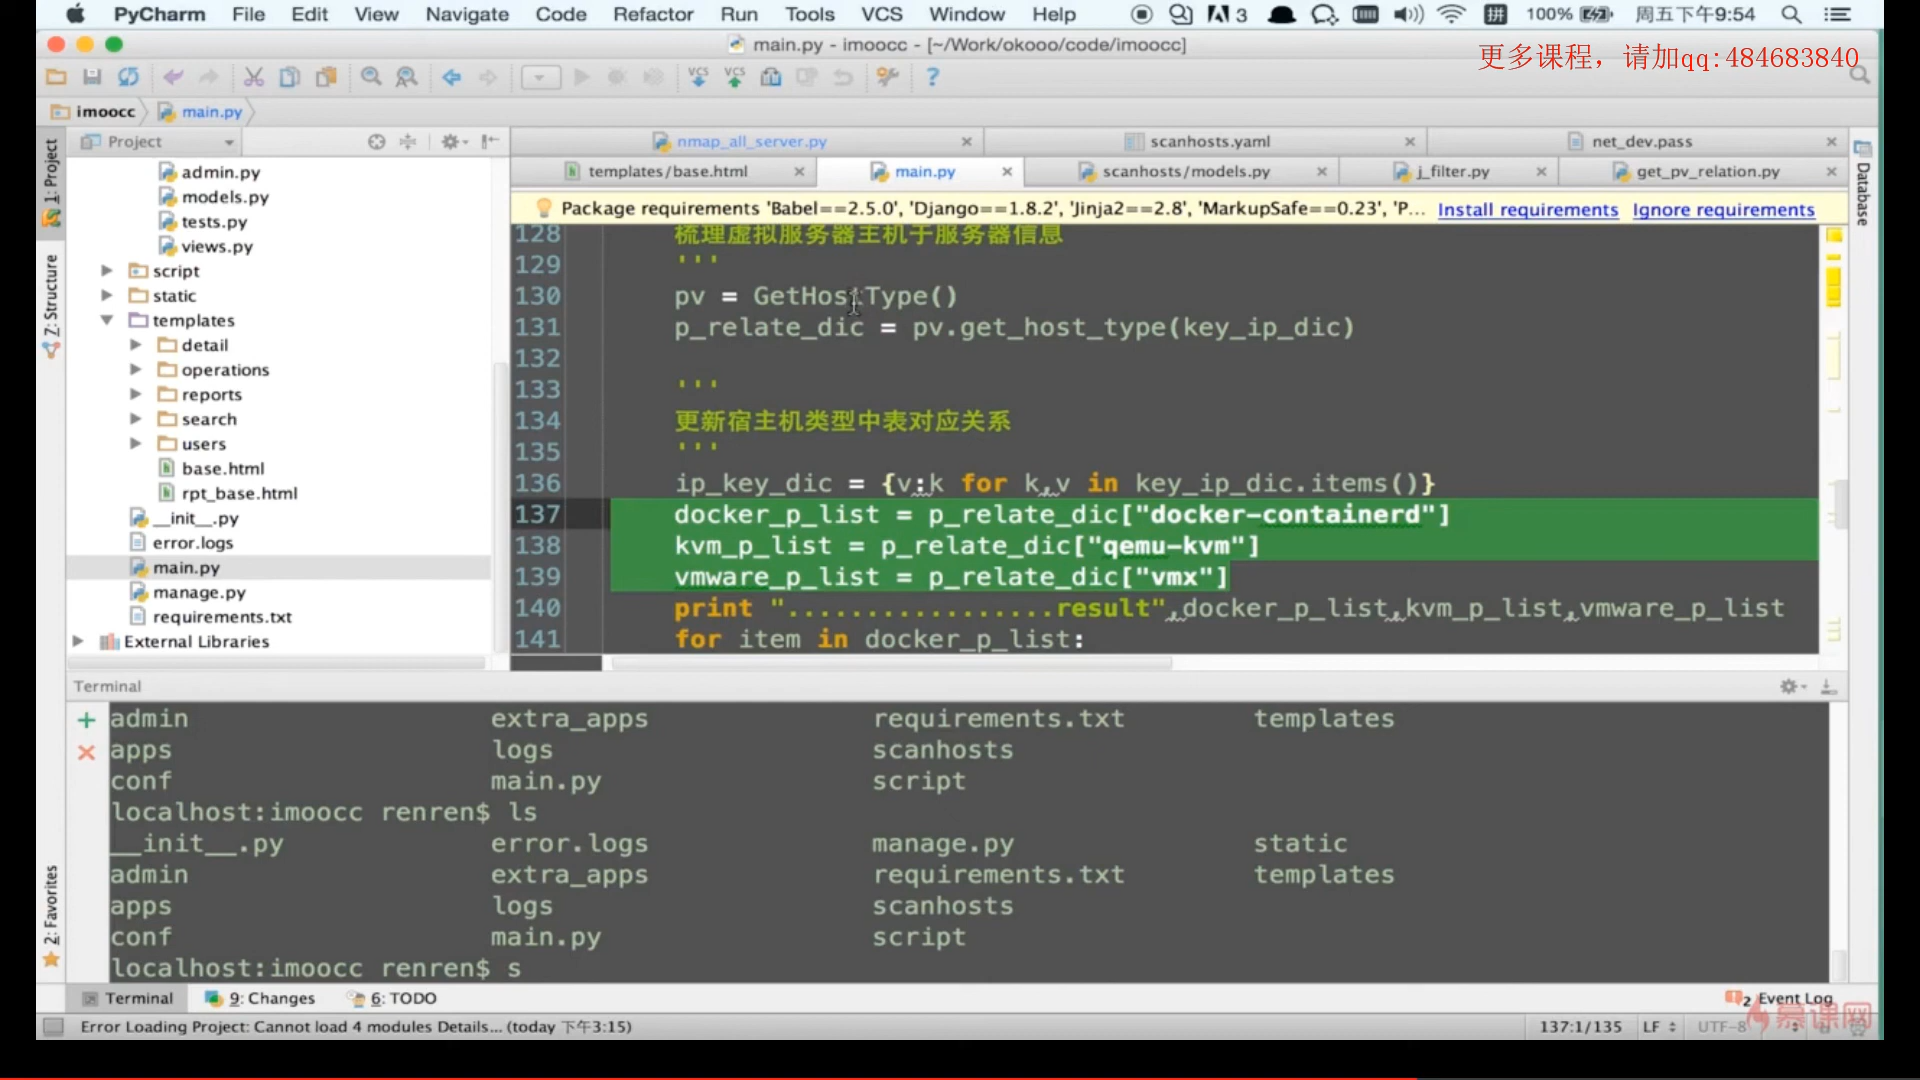 PyCharm File Edit View Navigate Code Refactor Run Tools VCS Window Help 3 拼 100% 周五下午9:54
main.py - imoocc - [~/Work/okooo/code/imoocc]
更多课程，请加qq:484683840
VCS VCS
imoocc main.py
1: Project
Project
nmap_all_server.py scanhosts.yaml net_dev.pass
templates/base.html main.py scanhosts/models.py j_filter.py get_pv_relation.py
Database
Package requirements 'Babel==2.5.0', 'Django==1.8.2', 'Jinja2==2.8', 'MarkupSafe==0.23', 'P... Install requirements Ignore requirements
admin.py
models.py
tests.py
views.py
script
static
templates
detail
operations
reports
search
users
base.html
rpt_base.html
__init__.py
error.logs
main.py
manage.py
requirements.txt
External Libraries
7: Structure
128 梳理虚拟服务器主机于服务器信息
129 '''
130 pv = GetHostType()
131 p_relate_dic = pv.get_host_type(key_ip_dic)
132
133 '''
134 更新宿主机类型中表对应关系
135 '''
136 ip_key_dic = {v:k for k,v in key_ip_dic.items()}
137 docker_p_list = p_relate_dic["docker-containerd"]
138 kvm_p_list = p_relate_dic["qemu-kvm"]
139 vmware_p_list = p_relate_dic["vmx"]
140 print ".................result",docker_p_list,kvm_p_list,vmware_p_list
141 for item in docker_p_list:
Terminal
admin extra_apps requirements.txt templates
apps logs scanhosts
conf main.py script
localhost:imoocc renren$ ls
__init__.py error.logs manage.py static
admin extra_apps requirements.txt templates
apps logs scanhosts
conf main.py script
localhost:imoocc renren$ s
2: Favorites
Terminal 9: Changes 6: TODO 2 Event Log
Error Loading Project: Cannot load 4 modules Details... (today 下午3:15) 137:1/135 LF UTF-8
慕课网